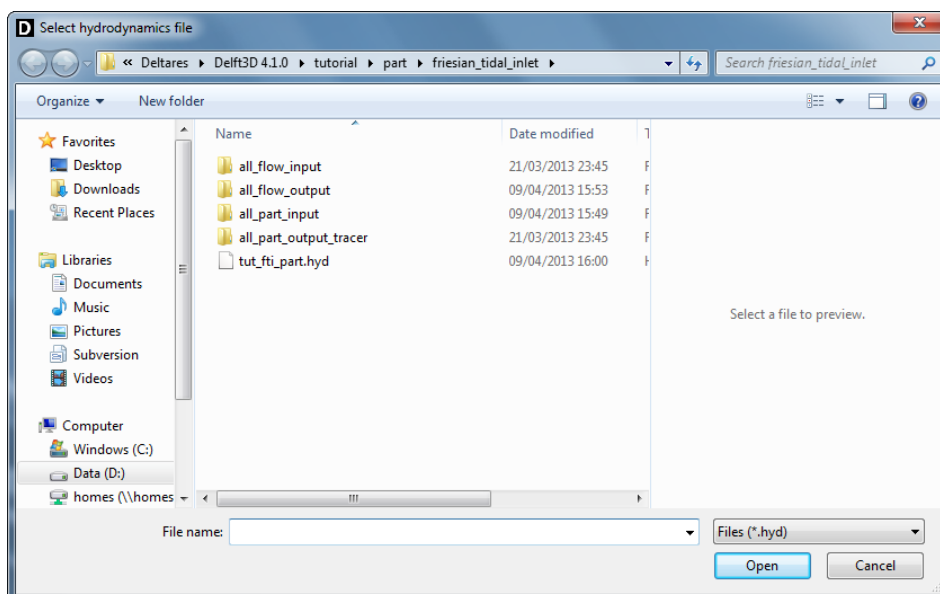 D Select hydrodynamics file
x
« Deltares ▸ Delft3D 4.1.0 ▸ tutorial ▸ part ▸ friesian_tidal_inlet ▸
Search friesian_tidal_inlet
Organize New folder
Favorites
Desktop
Downloads
Recent Places
Libraries
Documents
Music
Pictures
Subversion
Videos
Computer
Windows (C:)
Data (D:)
homes (\\homes
Name Date modified
all_flow_input 21/03/2013 23:45 F
all_flow_output 09/04/2013 15:53 F
all_part_input 09/04/2013 15:49 F
all_part_output_tracer 21/03/2013 23:45 F
tut_fti_part.hyd 09/04/2013 16:00
Select a file to preview.
File name:
Files (*.hyd)
Open Cancel